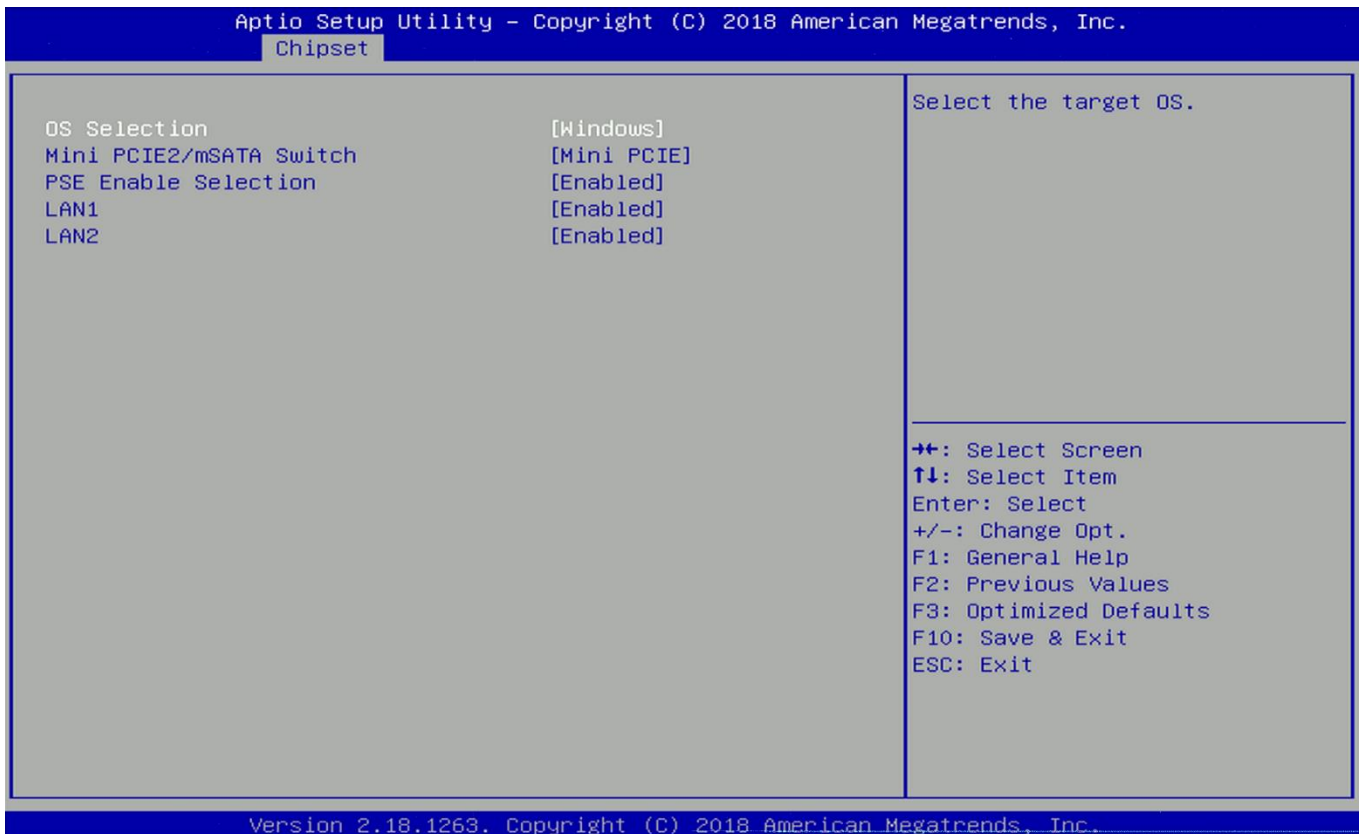 Aptio Setup Utility – Copyright (C) 2018 American Megatrends, Inc.
Chipset
OS Selection [Windows]
Mini PCIE2/mSATA Switch [Mini PCIE]
PSE Enable Selection [Enabled]
LAN1 [Enabled]
LAN2 [Enabled]
Select the target OS.
→←: Select Screen
↑↓: Select Item
Enter: Select
+/-: Change Opt.
F1: General Help
F2: Previous Values
F3: Optimized Defaults
F10: Save & Exit
ESC: Exit
Version 2.18.1263. Copyright (C) 2018 American Megatrends, Inc.